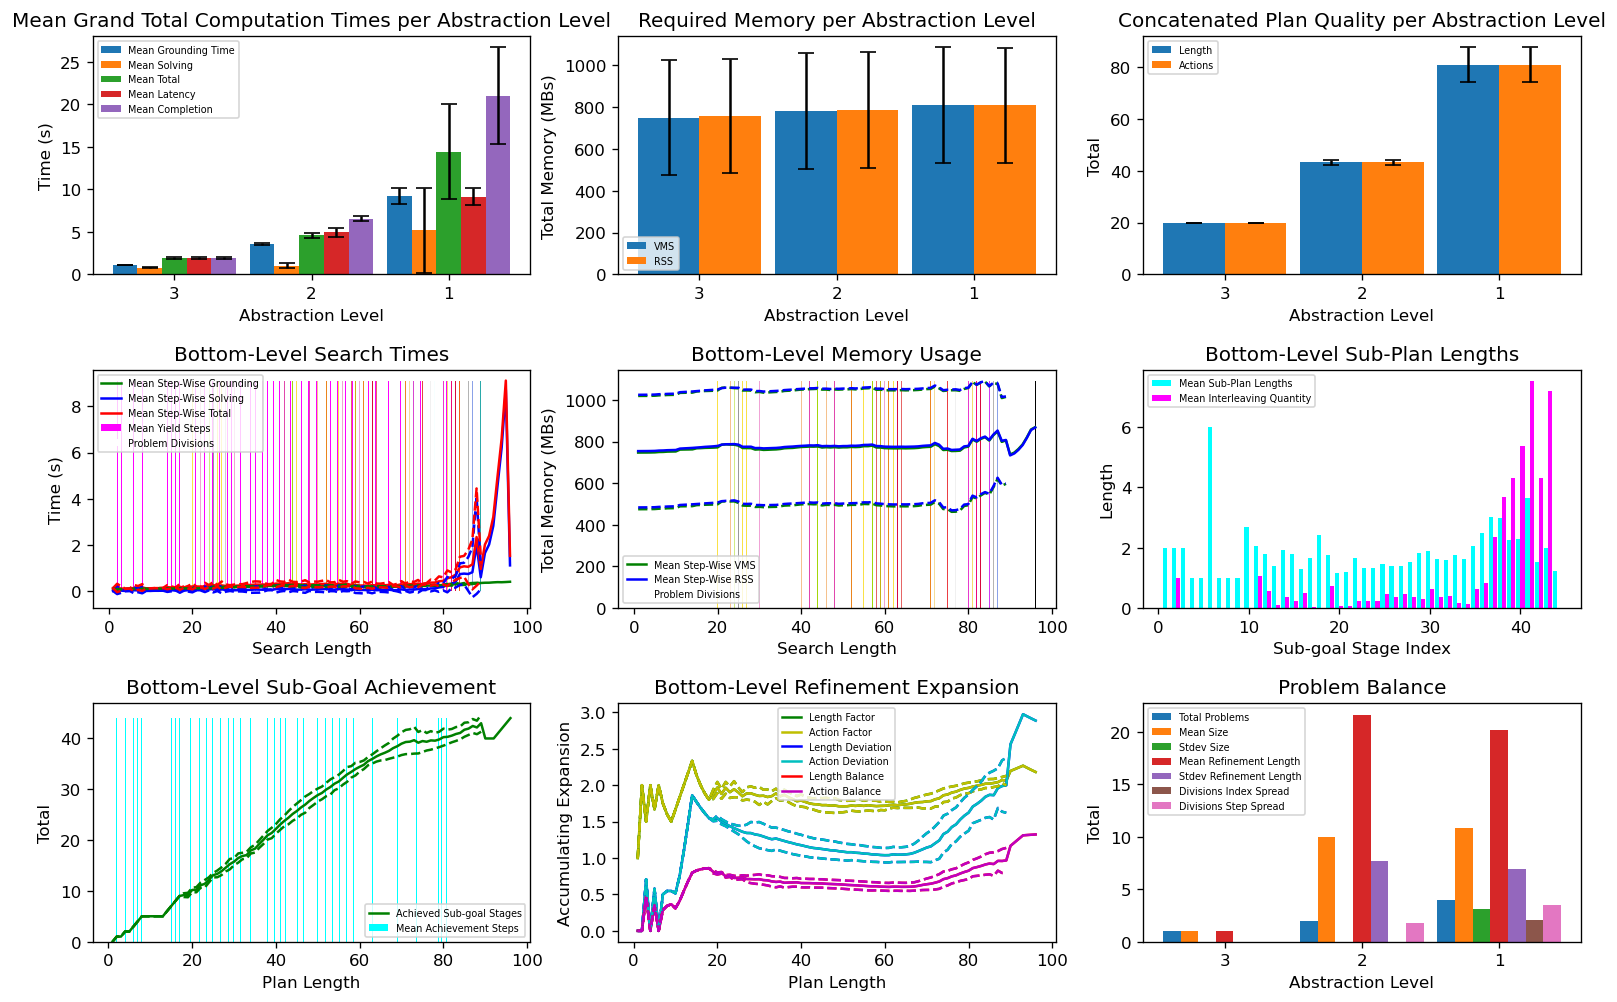 Mean Grand Total Computation Times per Abstraction Level
Required Memory per Abstraction Level
Concatenated Plan Quality per Abstraction Level
Time (s)
25
20
15
10
5
0
Mean Grounding Time
Mean Solving
Mean Total
Mean Latency
Mean Completion
3
2
1
Abstraction Level
Total Memory (MBs)
1000
800
600
400
200
0
VMS
RSS
3
2
1
Abstraction Level
Total
80
60
40
20
0
Length
Actions
3
2
1
Abstraction Level
Bottom-Level Search Times
Bottom-Level Memory Usage
Bottom-Level Sub-Plan Lengths
Time (s)
8
6
4
2
0
Mean Step-Wise Grounding
Mean Step-Wise Solving
Mean Step-Wise Total
Mean Yield Steps
Problem Divisions
0
20
40
60
80
100
Search Length
Total Memory (MBs)
1000
800
600
400
200
0
Mean Step-Wise VMS
Mean Step-Wise RSS
Problem Divisions
0
20
40
60
80
100
Search Length
Length
6
4
2
0
Mean Sub-Plan Lengths
Mean Interleaving Quantity
0
10
20
30
40
Sub-goal Stage Index
Bottom-Level Sub-Goal Achievement
Bottom-Level Refinement Expansion
Problem Balance
Total
40
30
20
10
0
Achieved Sub-goal Stages
Mean Achievement Steps
0
20
40
60
80
100
Plan Length
Accumulating Expansion
3.0
2.5
2.0
1.5
1.0
0.5
0.0
Length Factor
Action Factor
Length Deviation
Action Deviation
Length Balance
Action Balance
0
20
40
60
80
100
Plan Length
Total
20
15
10
5
0
Total Problems
Mean Size
Stdev Size
Mean Refinement Length
Stdev Refinement Length
Divisions Index Spread
Divisions Step Spread
3
2
1
Abstraction Level